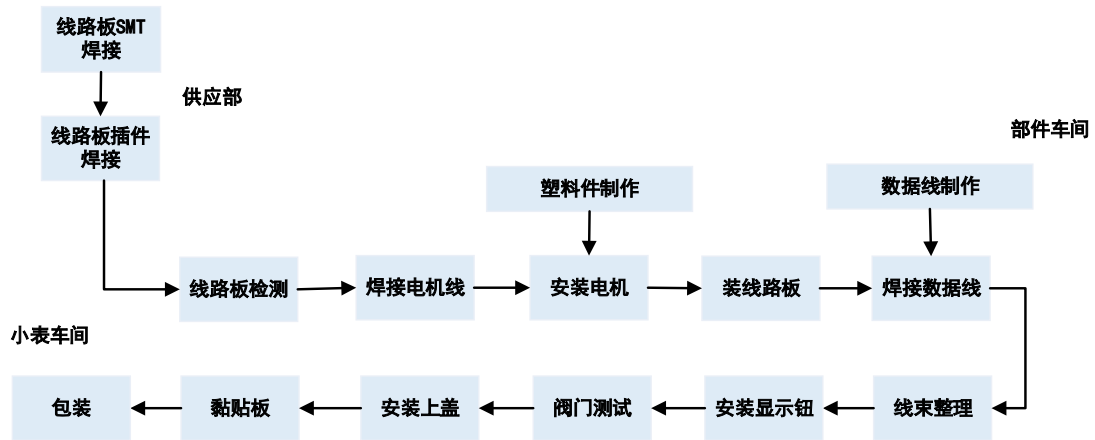 线路板SMT
焊接
供应部
线路板插件
焊接
部件车间
塑料件制作
数据线制作
线路板检测
焊接电机线
安装电机
装线路板
焊接数据线
小表车间
包装
黏贴板
安装上盖
阀门测试
安装显示钮
线束整理